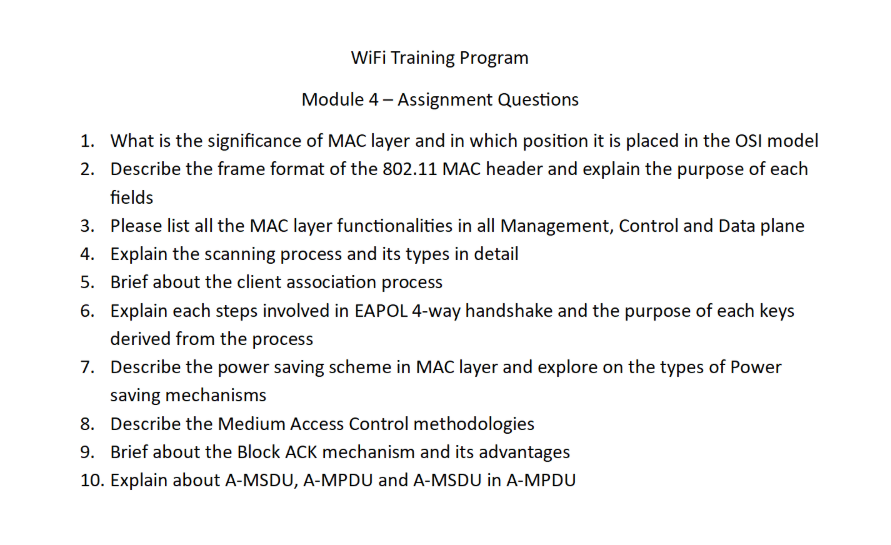 WiFi Training Program
Module 4 – Assignment Questions
1. What is the significance of MAC layer and in which position it is placed in the OSI model
2. Describe the frame format of the 802.11 MAC header and explain the purpose of each
fields
3. Please list all the MAC layer functionalities in all Management, Control and Data plane
4. Explain the scanning process and its types in detail
5. Brief about the client association process
6. Explain each steps involved in EAPOL 4-way handshake and the purpose of each keys
derived from the process
7. Describe the power saving scheme in MAC layer and explore on the types of Power
saving mechanisms
8. Describe the Medium Access Control methodologies
9. Brief about the Block ACK mechanism and its advantages
10. Explain about A-MSDU, A-MPDU and A-MSDU in A-MPDU